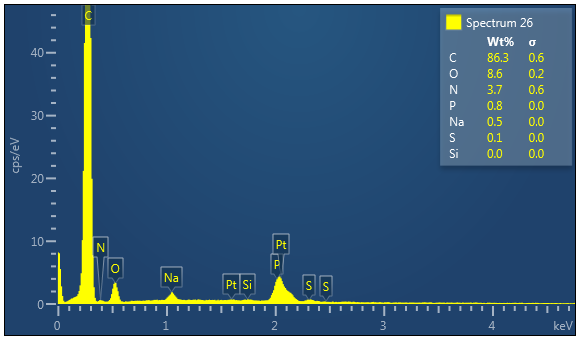 Spectrum 26
Wt% σ
C 86.3 0.6
O 8.6 0.2
N 3.7 0.6
P 0.8 0.0
Na 0.5 0.0
S 0.1 0.0
Si 0.0 0.0
cps/eV
40
30
20
10
0
C
N
O
Na
Pt
Si
Pt
P
S
S
0 1 2 3 4 keV